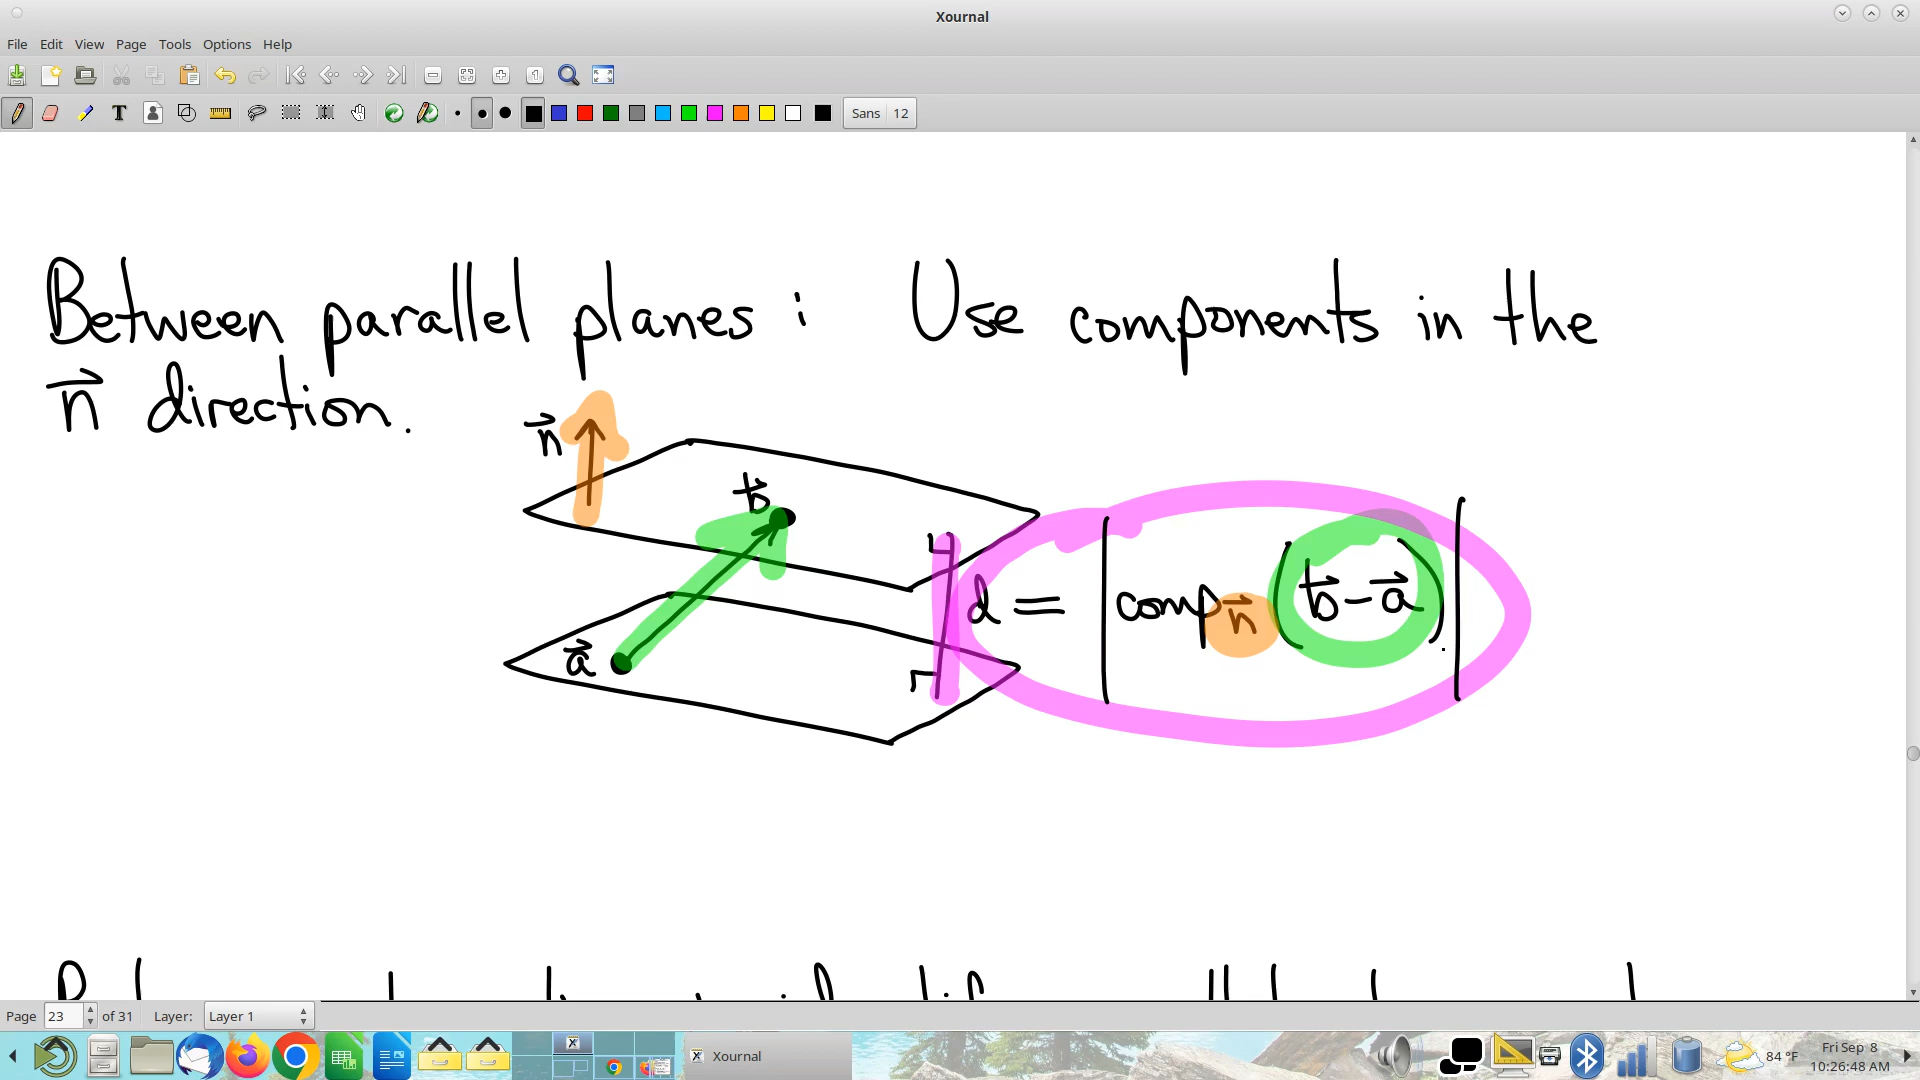 Xournal
File Edit View Page Tools Options Help
Sans 12
Between parallel planes : Use components in the
n⃗ direction.
n⃗
b⃗
d = | comp n⃗ (b⃗ - a⃗) |
a⃗
Page 23 of 31 Layer: Layer 1
Xournal
84 °F
Fri Sep 8
10:26:48 AM